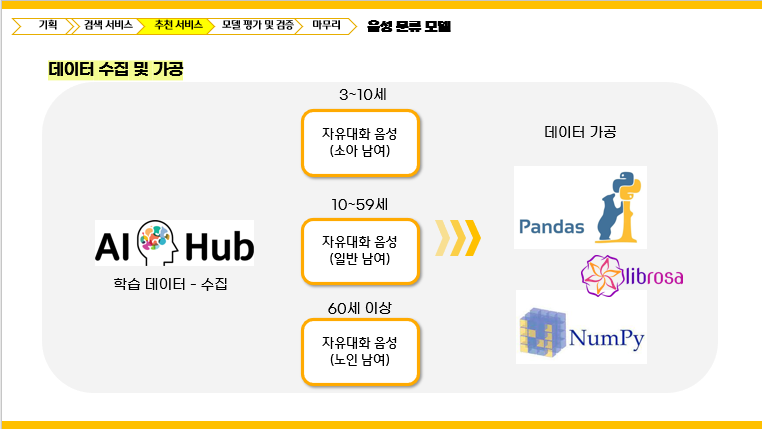 기획
검색 서비스
추천 서비스
모델 평가 및 검증
마무리
음성 분류 모델
데이터 수집 및 가공
3~10세
자유대화 음성
(소아 남여)
10~59세
자유대화 음성
(일반 남여)
60세 이상
자유대화 음성
(노인 남여)
AI Hub
학습 데이터 - 수집
데이터 가공
Pandas
librosa
NumPy